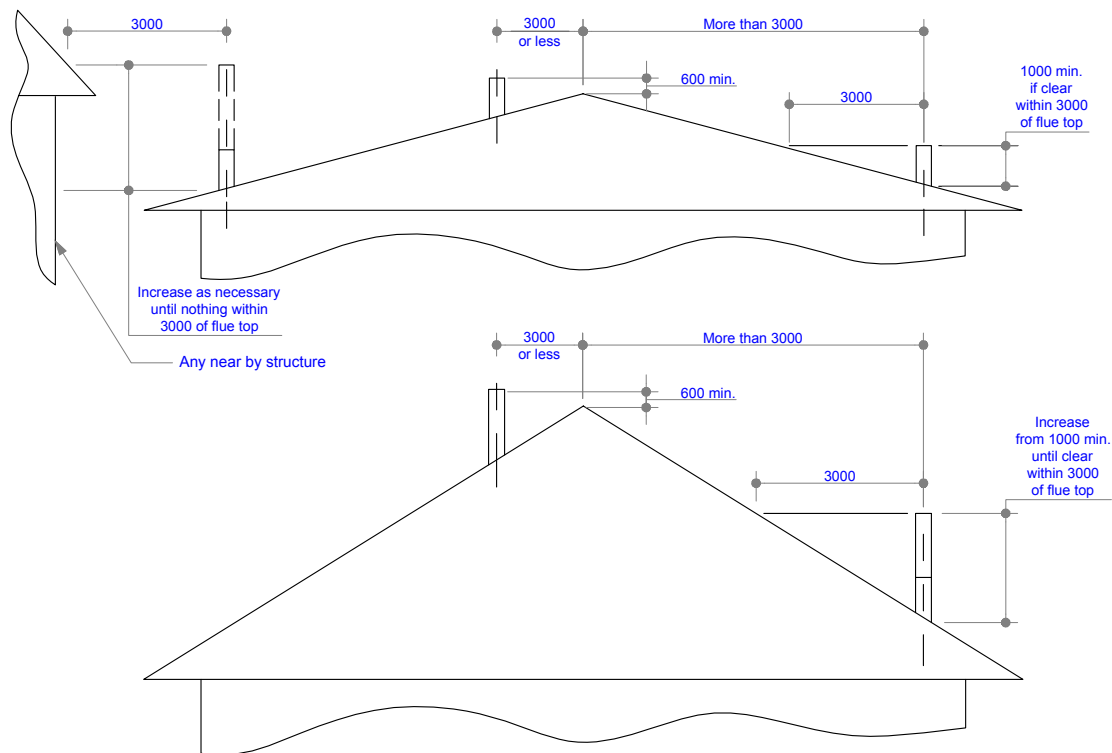 3000
3000
or less
More than 3000
600 min.
3000
1000 min.
if clear
within 3000
of flue top
Increase as necessary
until nothing within
3000 of flue top
Any near by structure
3000
or less
More than 3000
600 min.
3000
Increase
from 1000 min.
until clear
within 3000
of flue top